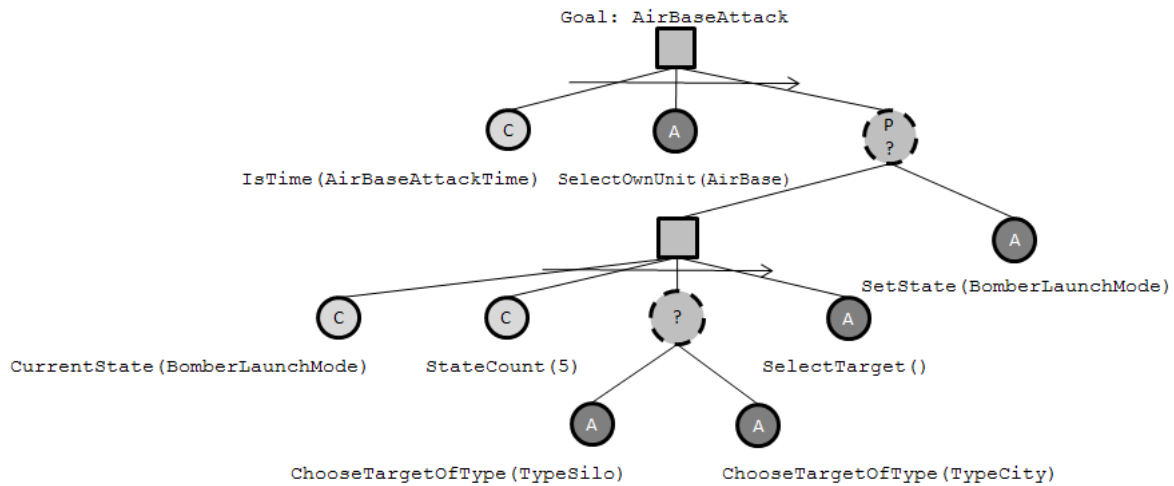 Goal: AirBaseAttack
C
A
P
?
IsTime(AirBaseAttackTime)
SelectOwnUnit(AirBase)
A
SetState(BomberLaunchMode)
C
C
?
A
CurrentState(BomberLaunchMode)
StateCount(5)
SelectTarget()
A
A
ChooseTargetOfType(TypeSilo)
ChooseTargetOfType(TypeCity)